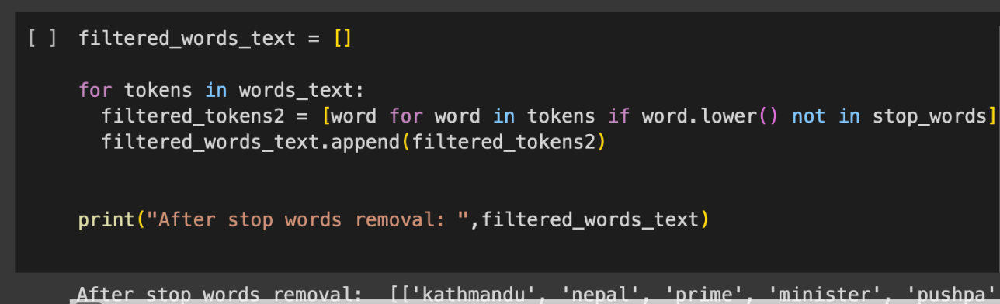 [ ] filtered_words_text = []
for tokens in words_text:
filtered_tokens2 = [word for word in tokens if word.lower() not in stop_words]
filtered_words_text.append(filtered_tokens2)
print("After stop words removal: ",filtered_words_text)
After stop words removal:  [['kathmandu', 'nepal', 'prime', 'minister', 'pushpa'